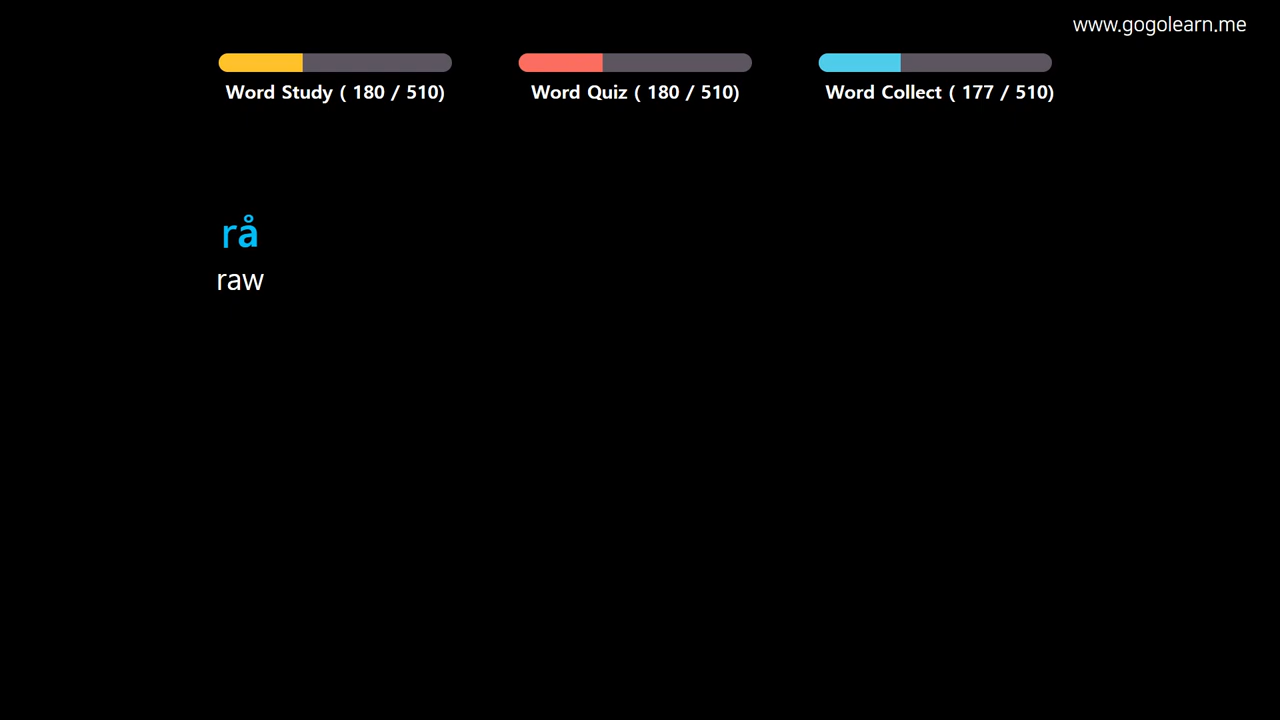 www.gogolearn.me
Word Study ( 180 / 510)
Word Quiz ( 180 / 510)
Word Collect ( 177 / 510)
rå
raw